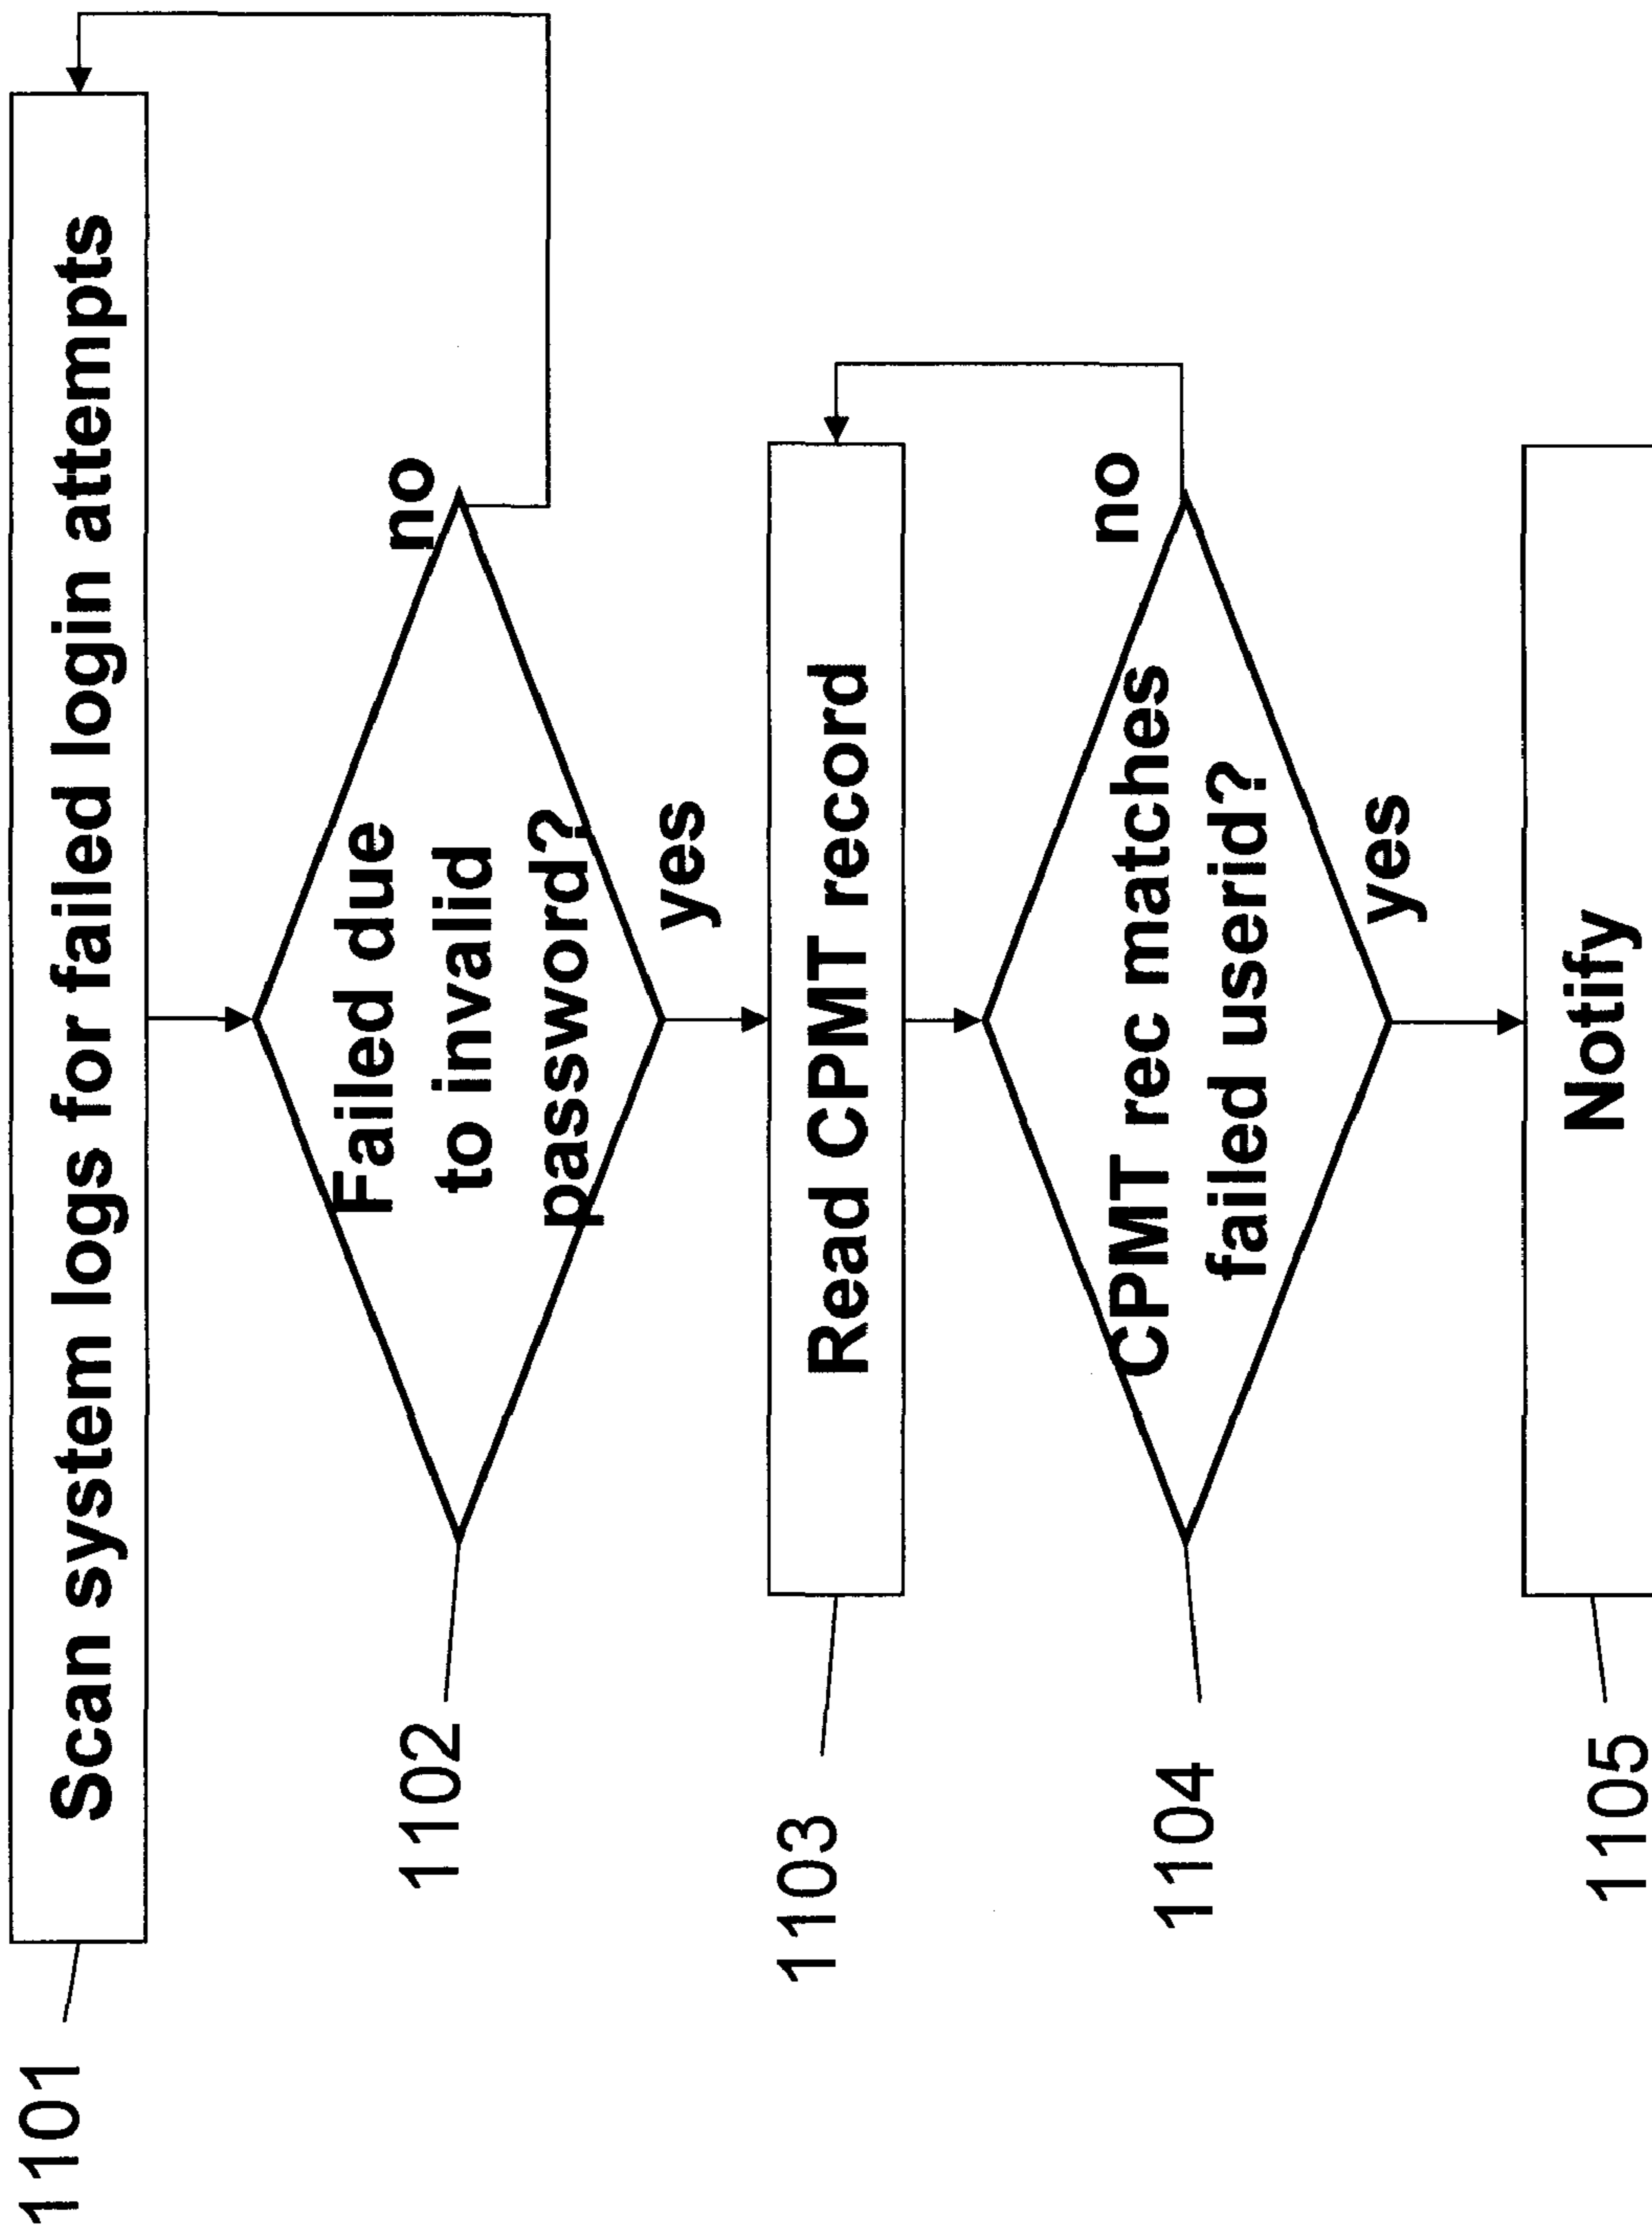 1101
Scan system logs for failed login attempts
1102
Failed due
to invalid
password?
no
yes
1103
Read CPMT record
1104
CPMT rec matches
failed userid?
no
yes
1105
Notify